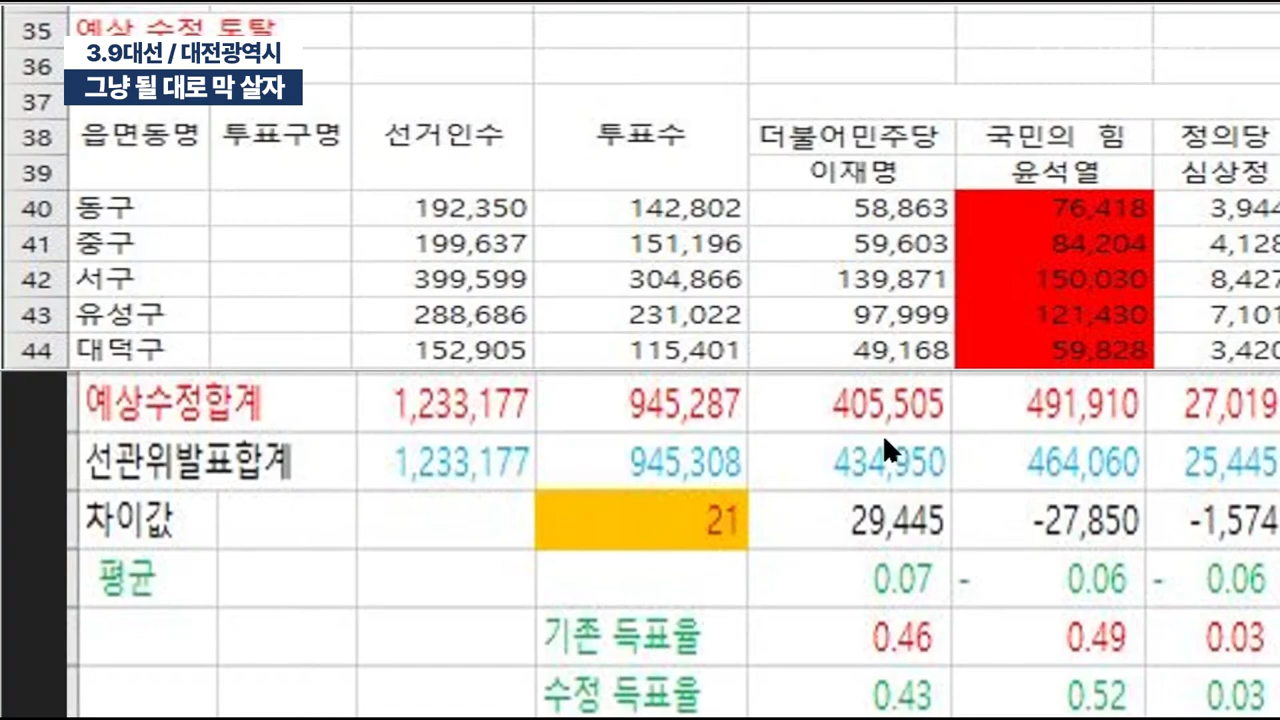 35 예상 수정 토탈
3.9대선 / 대전광역시
36
그냥 될 대로 막 살자
37
38 읍면동명 투표구명 선거인수 투표수 더불어민주당 국민의 힘 정의당
39 이재명 윤석열 심상정
40 동구 192,350 142,802 58,863 76,418 3,944
41 중구 199,637 151,196 59,603 84,204 4,128
42 서구 399,599 304,866 139,871 150,030 8,427
43 유성구 288,686 231,022 97,999 121,430 7,101
44 대덕구 152,905 115,401 49,168 59,828 3,420
예상수정합계 1,233,177 945,287 405,505 491,910 27,019
선관위발표합계 1,233,177 945,308 434,950 464,060 25,445
차이값 21 29,445 -27,850 -1,574
평균 0.07 - 0.06 - 0.06
기존 득표율 0.46 0.49 0.03
수정 득표율 0.43 0.52 0.03